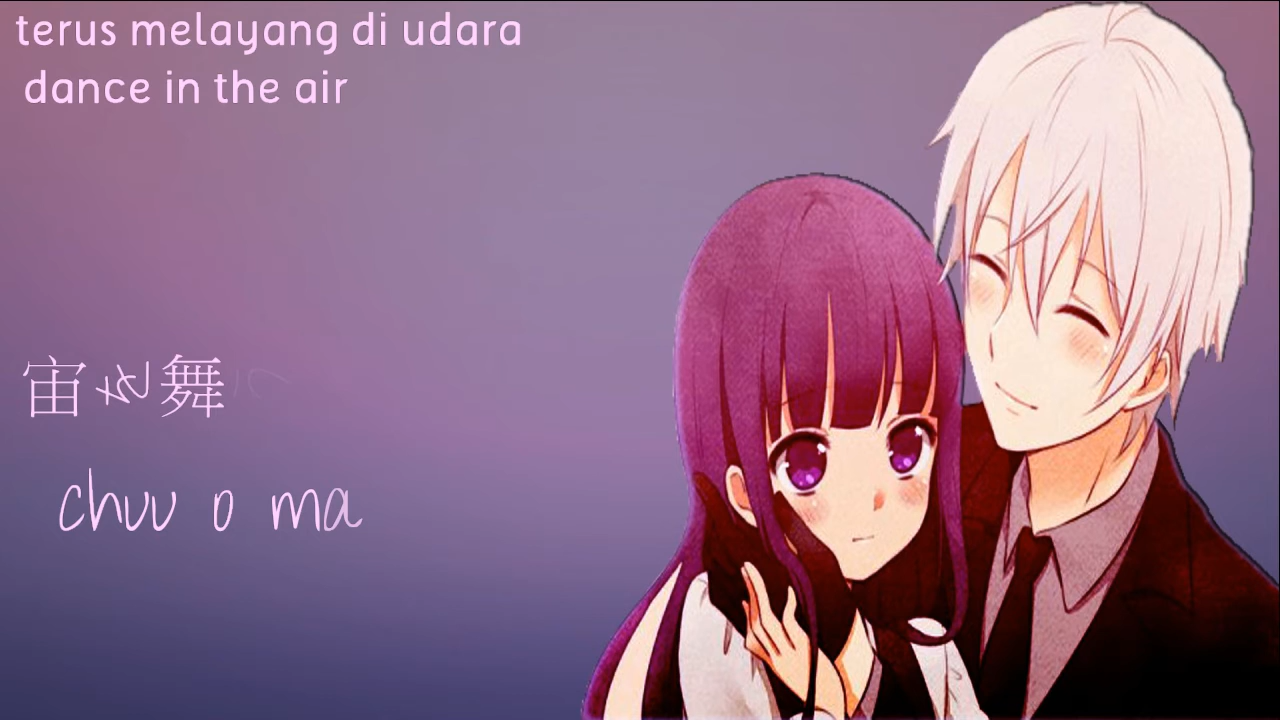 terus melayang di udara
dance in the air
宙を舞
chuu o ma